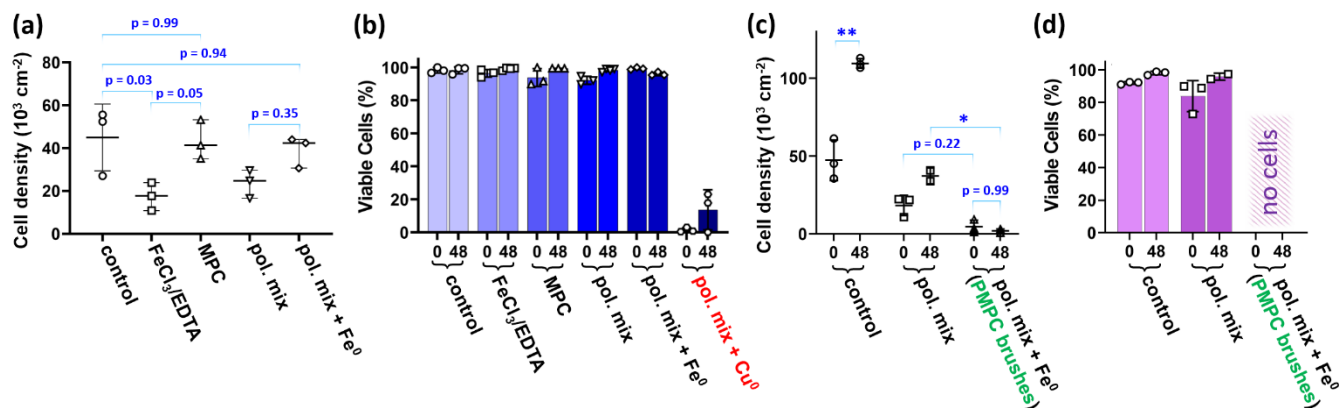 (a)
p = 0.99
p = 0.94
p = 0.03
p = 0.05
p = 0.35
Cell density (10³ cm⁻²)
80
60
40
20
0
control
FeCl₃/EDTA
MPC
pol. mix
pol. mix + Fe⁰
(b)
Viable Cells (%)
100
80
60
40
20
0
0 48 0 48 0 48 0 48 0 48 0 48
control
FeCl₃/EDTA
MPC
pol. mix
pol. mix + Fe⁰
pol. mix + Cu⁰
(c)
**
*
p = 0.22
p = 0.99
Cell density (10³ cm⁻²)
100
50
0
0 48 0 48 0 48
control
pol. mix
pol. mix + Fe⁰
(PMPC brushes)
(d)
Viable Cells (%)
100
80
60
40
20
0
no cells
0 48 0 48 0 48
control
pol. mix
pol. mix + Fe⁰
(PMPC brushes)